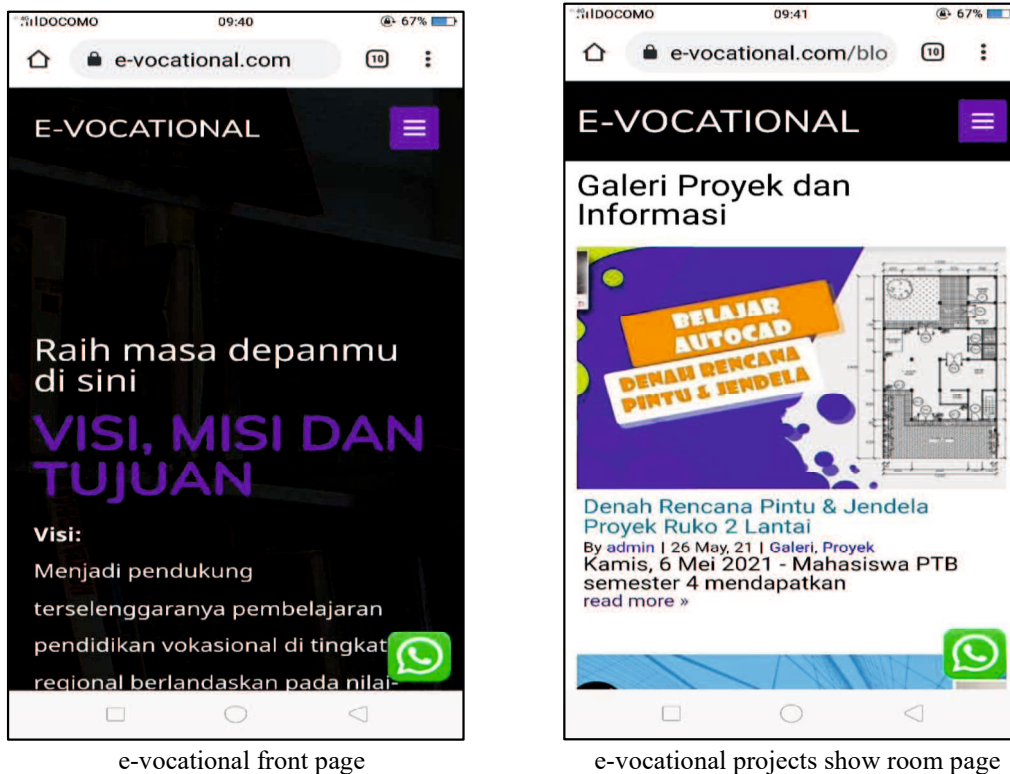 DOCOMO 09:40 67%
e-vocational.com 10
E-VOCATIONAL
Raih masa depanmu
di sini
VISI, MISI DAN
TUJUAN
Visi:
Menjadi pendukung
terselenggaranya pembelajaran
pendidikan vokasional di tingkat
regional berlandaskan pada nilai-
e-vocational front page
DOCOMO 09:41 67%
e-vocational.com/blo 10
E-VOCATIONAL
Galeri Proyek dan
Informasi
BELAJAR
AUTOCAD
DENAH RENCANA
PINTU & JENDELA
Denah Rencana Pintu & Jendela
Proyek Ruko 2 Lantai
By admin | 26 May, 21 | Galeri, Proyek
Kamis, 6 Mei 2021 - Mahasiswa PTB
semester 4 mendapatkan
read more »
e-vocational projects show room page